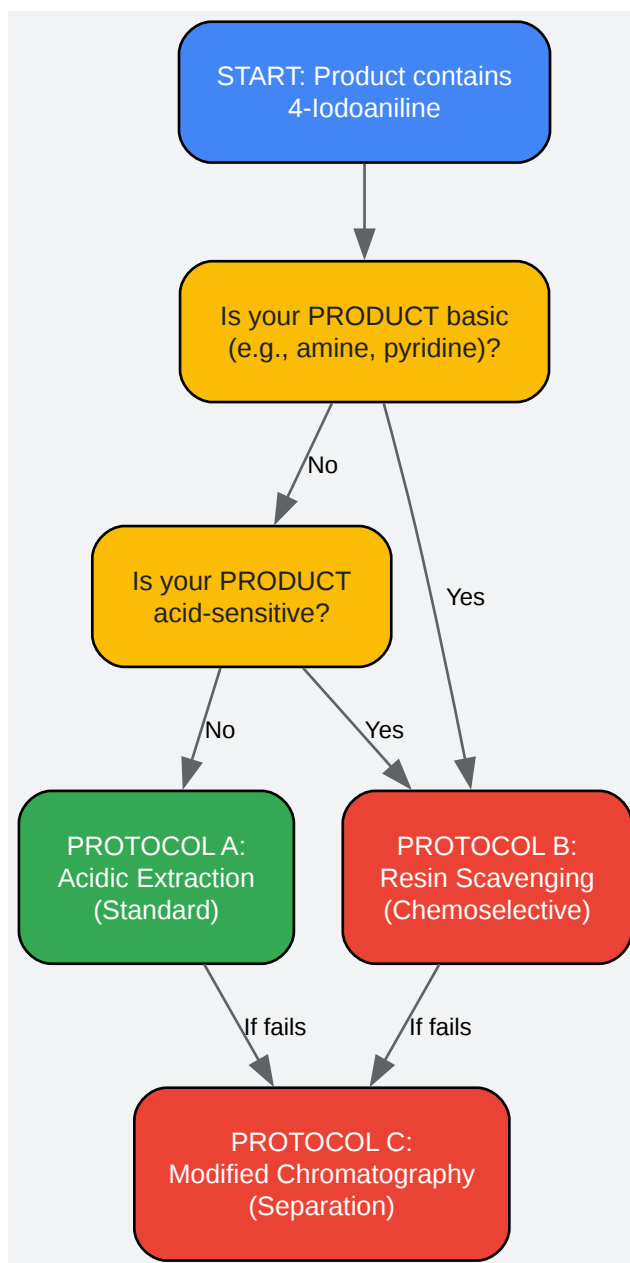 START: Product contains
4-Iodoaniline
Is your PRODUCT basic
(e.g., amine, pyridine)?
No
Is your PRODUCT
acid-sensitive?
Yes
No
Yes
PROTOCOL A:
Acidic Extraction
(Standard)
PROTOCOL B:
Resin Scavenging
(Chemoselective)
If fails
If fails
PROTOCOL C:
Modified Chromatography
(Separation)